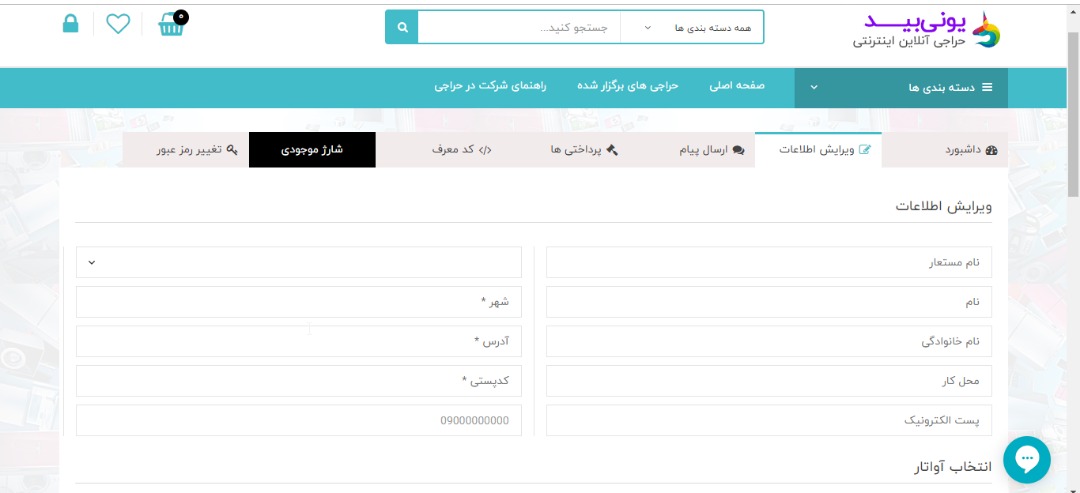 یونی‌بیــــد
حراجی آنلاین اینترنتی
همه دسته بندی ها
جستجو کنید...
0
دسته بندی ها
صفحه اصلی
حراجی های برگزار شده
راهنمای شرکت در حراجی
داشبورد
ویرایش اطلاعات
ارسال پیام
پرداختی ها
کد معرف
شارژ موجودی
تغییر رمز عبور
ویرایش اطلاعات
نام مستعار
نام
شهر *
نام خانوادگی
آدرس *
محل کار
کدپستی *
پست الکترونیک
09000000000
انتخاب آواتار